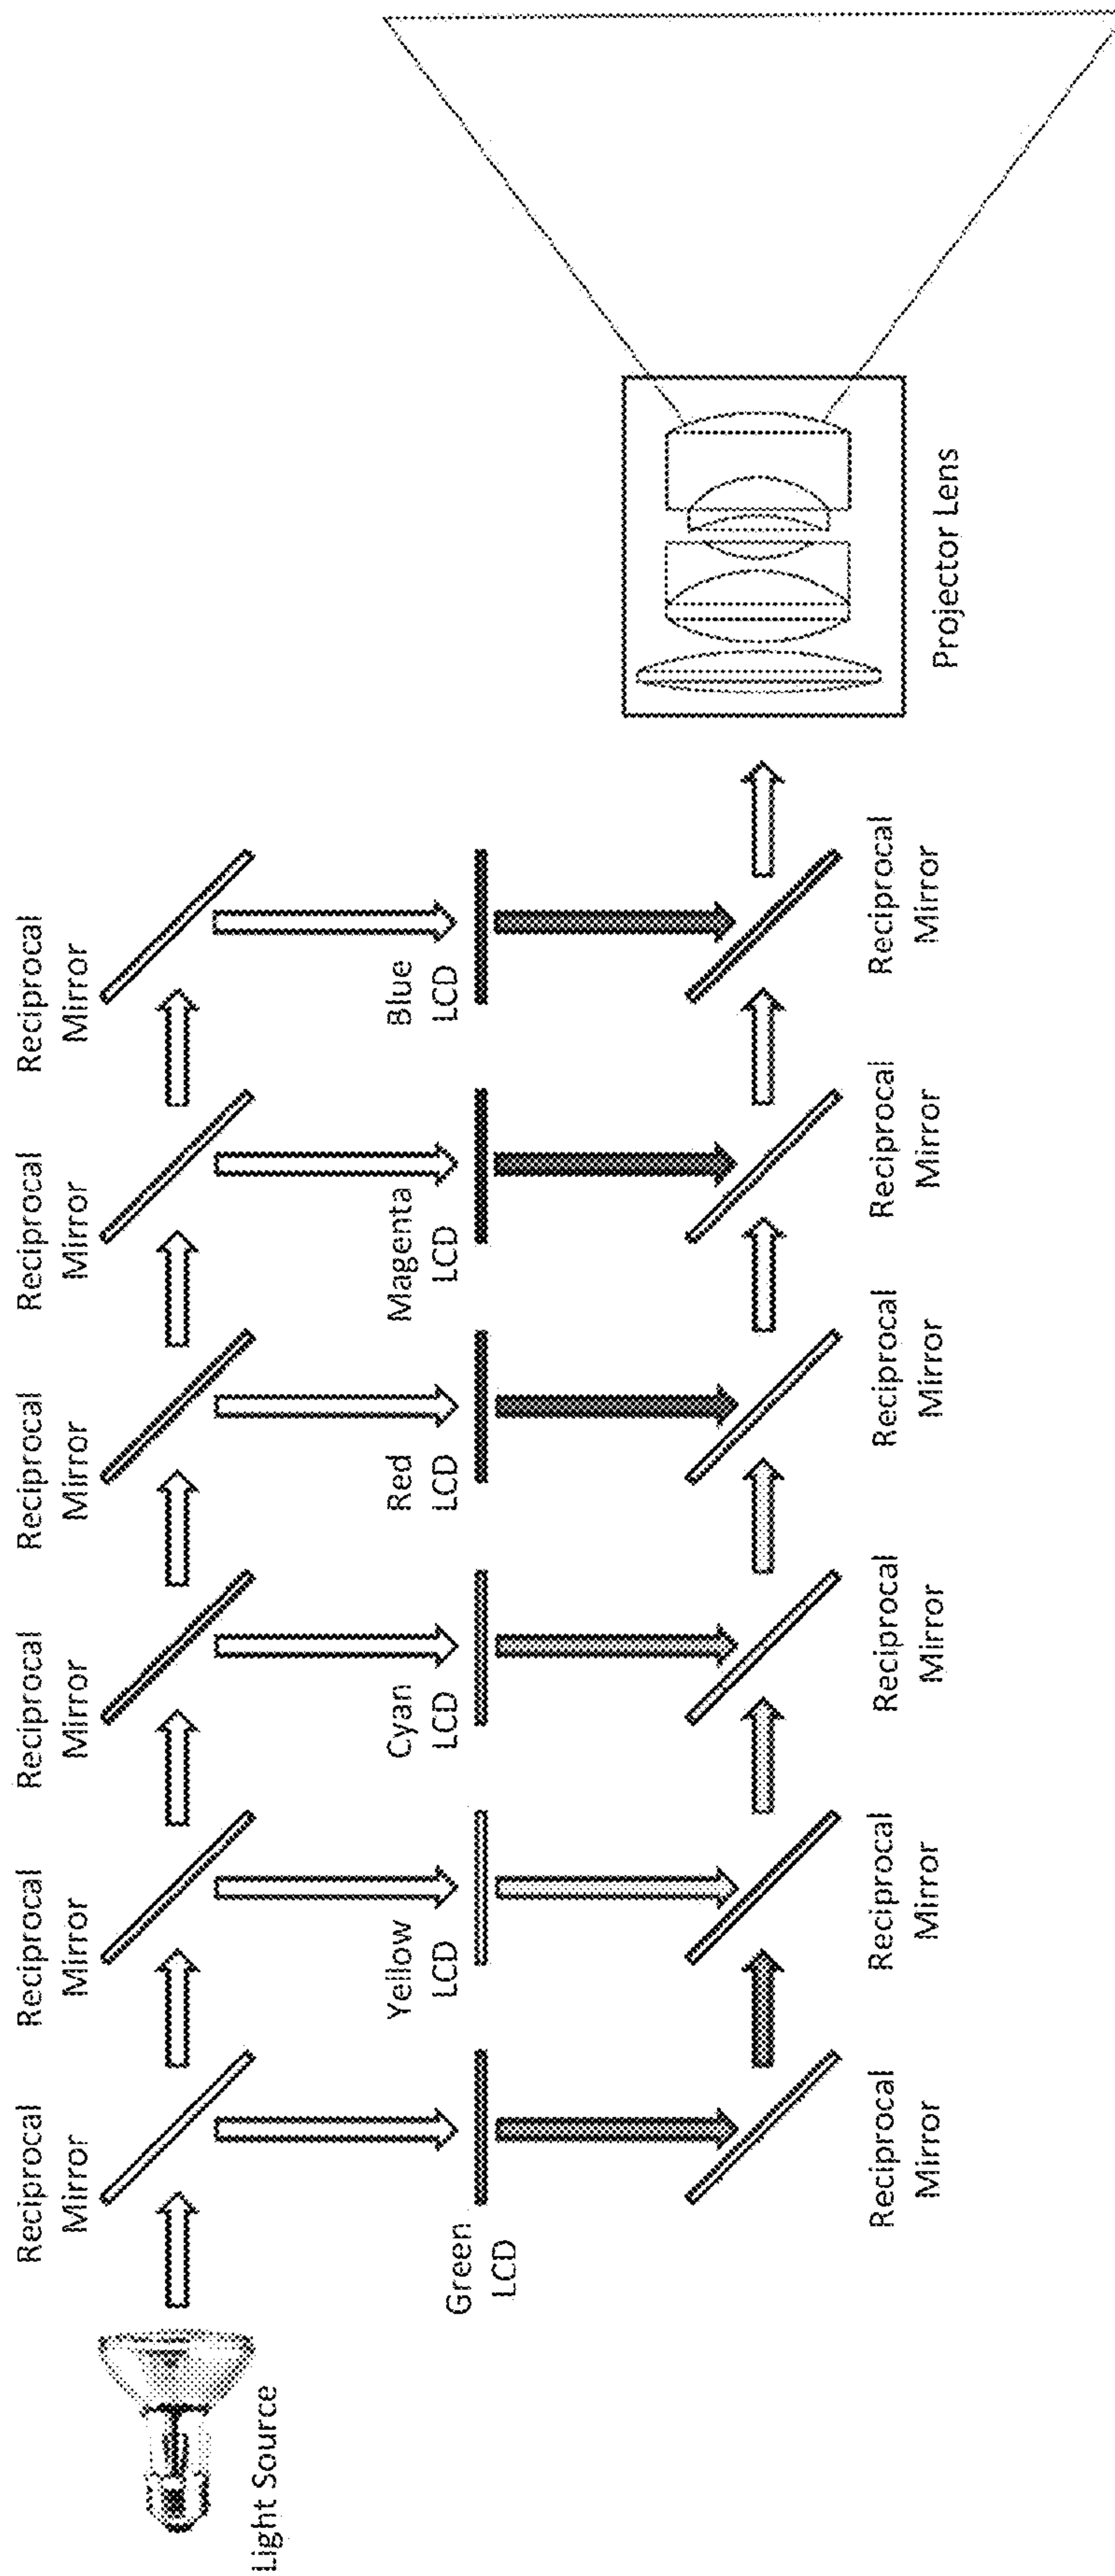 Reciprocal
Mirror
Reciprocal
Mirror
Reciprocal
Mirror
Reciprocal
Mirror
Reciprocal
Mirror
Reciprocal
Mirror
Light Source
Green
LCD
Yellow
LCD
Cyan
LCD
Red
LCD
Magenta
LCD
Blue
LCD
Reciprocal
Mirror
Reciprocal
Mirror
Reciprocal
Mirror
Reciprocal
Mirror
Reciprocal
Mirror
Reciprocal
Mirror
Projector Lens